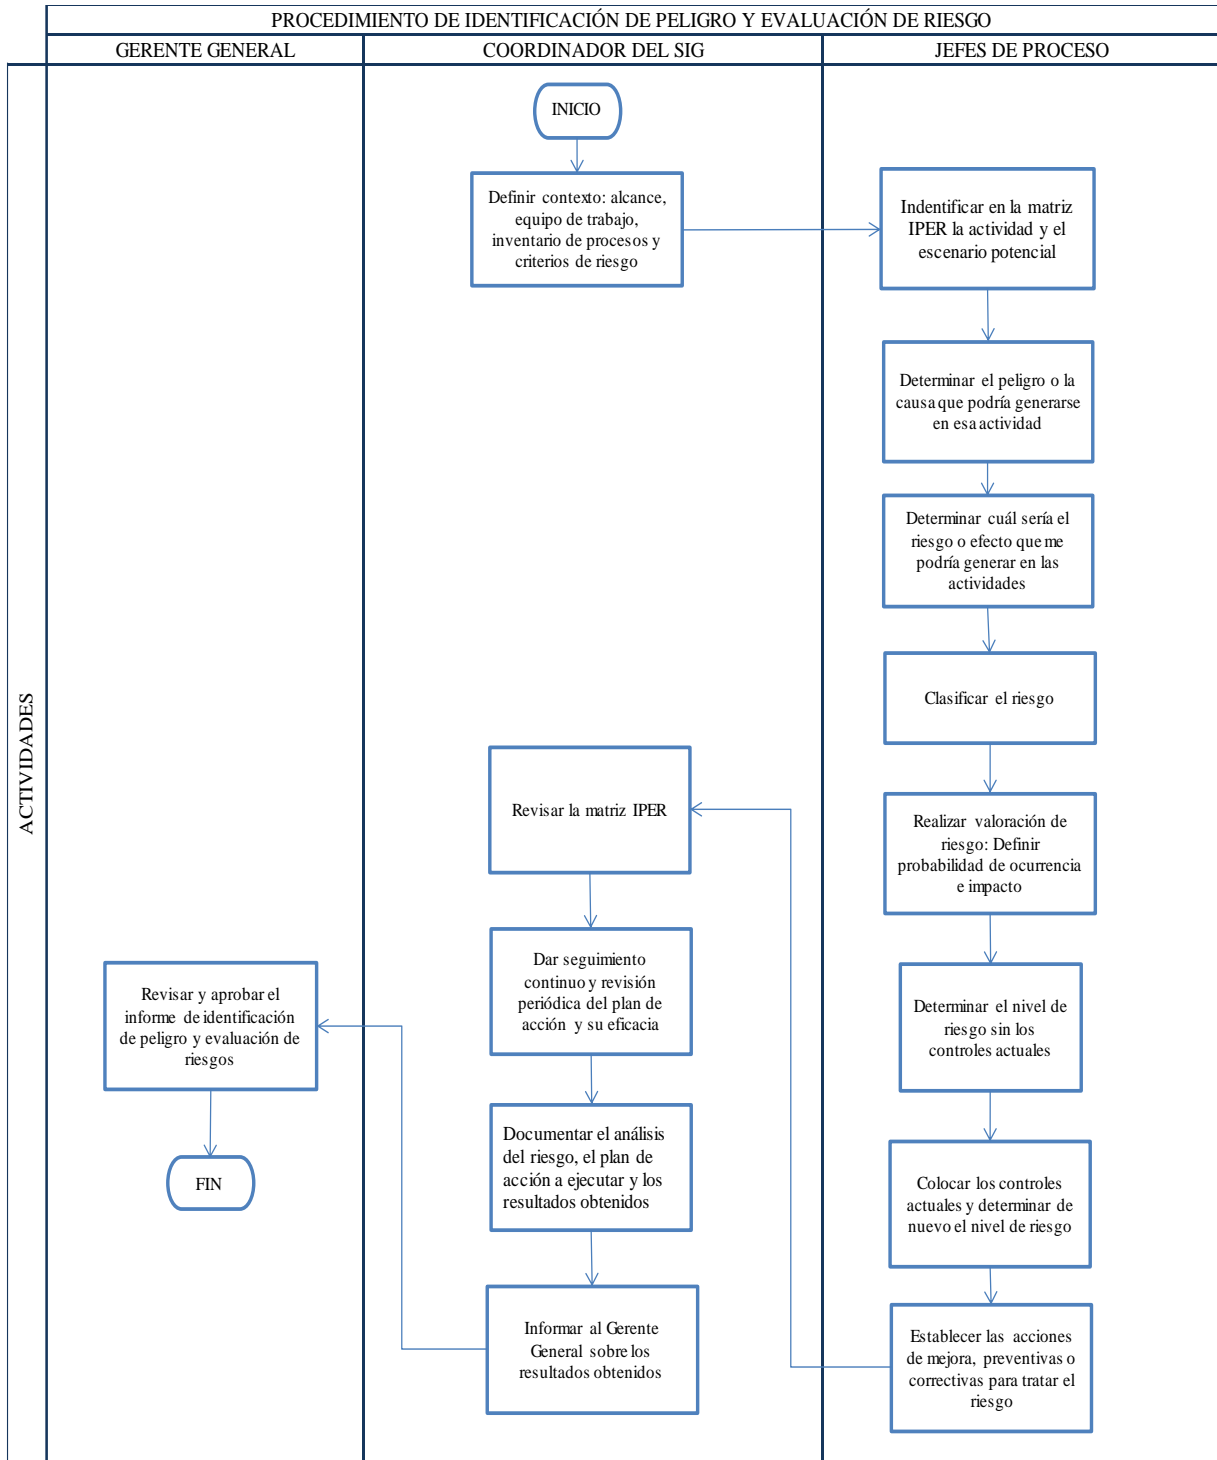 PROCEDIMIENTO DE IDENTIFICACIÓN DE PELIGRO Y EVALUACIÓN DE RIESGO
GERENTE GENERAL
COORDINADOR DEL SIG
JEFES DE PROCESO
ACTIVIDADES
INICIO
Definir contexto: alcance,
equipo de trabajo,
inventario de procesos y
criterios de riesgo
Indentificar en la matriz
IPER la actividad y el
escenario potencial
Determinar el peligro o la
causa que podría generarse
en esa actividad
Determinar cuál sería el
riesgo o efecto que me
podría generar en las
actividades
Clasificar el riesgo
Realizar valoración de
riesgo: Definir
probabilidad de ocurrencia
e impacto
Determinar el nivel de
riesgo sin los
controles actuales
Colocar los controles
actuales y determinar de
nuevo el nivel de riesgo
Establecer las acciones
de mejora, preventivas o
correctivas para tratar el
riesgo
Revisar la matriz IPER
Dar seguimiento
continuo y revisión
periódica del plan de
acción y su eficacia
Documentar el análisis
del riesgo, el plan de
acción a ejecutar y los
resultados obtenidos
Informar al Gerente
General sobre los
resultados obtenidos
Revisar y aprobar el
informe de identificación
de peligro y evaluación de
riesgos
FIN